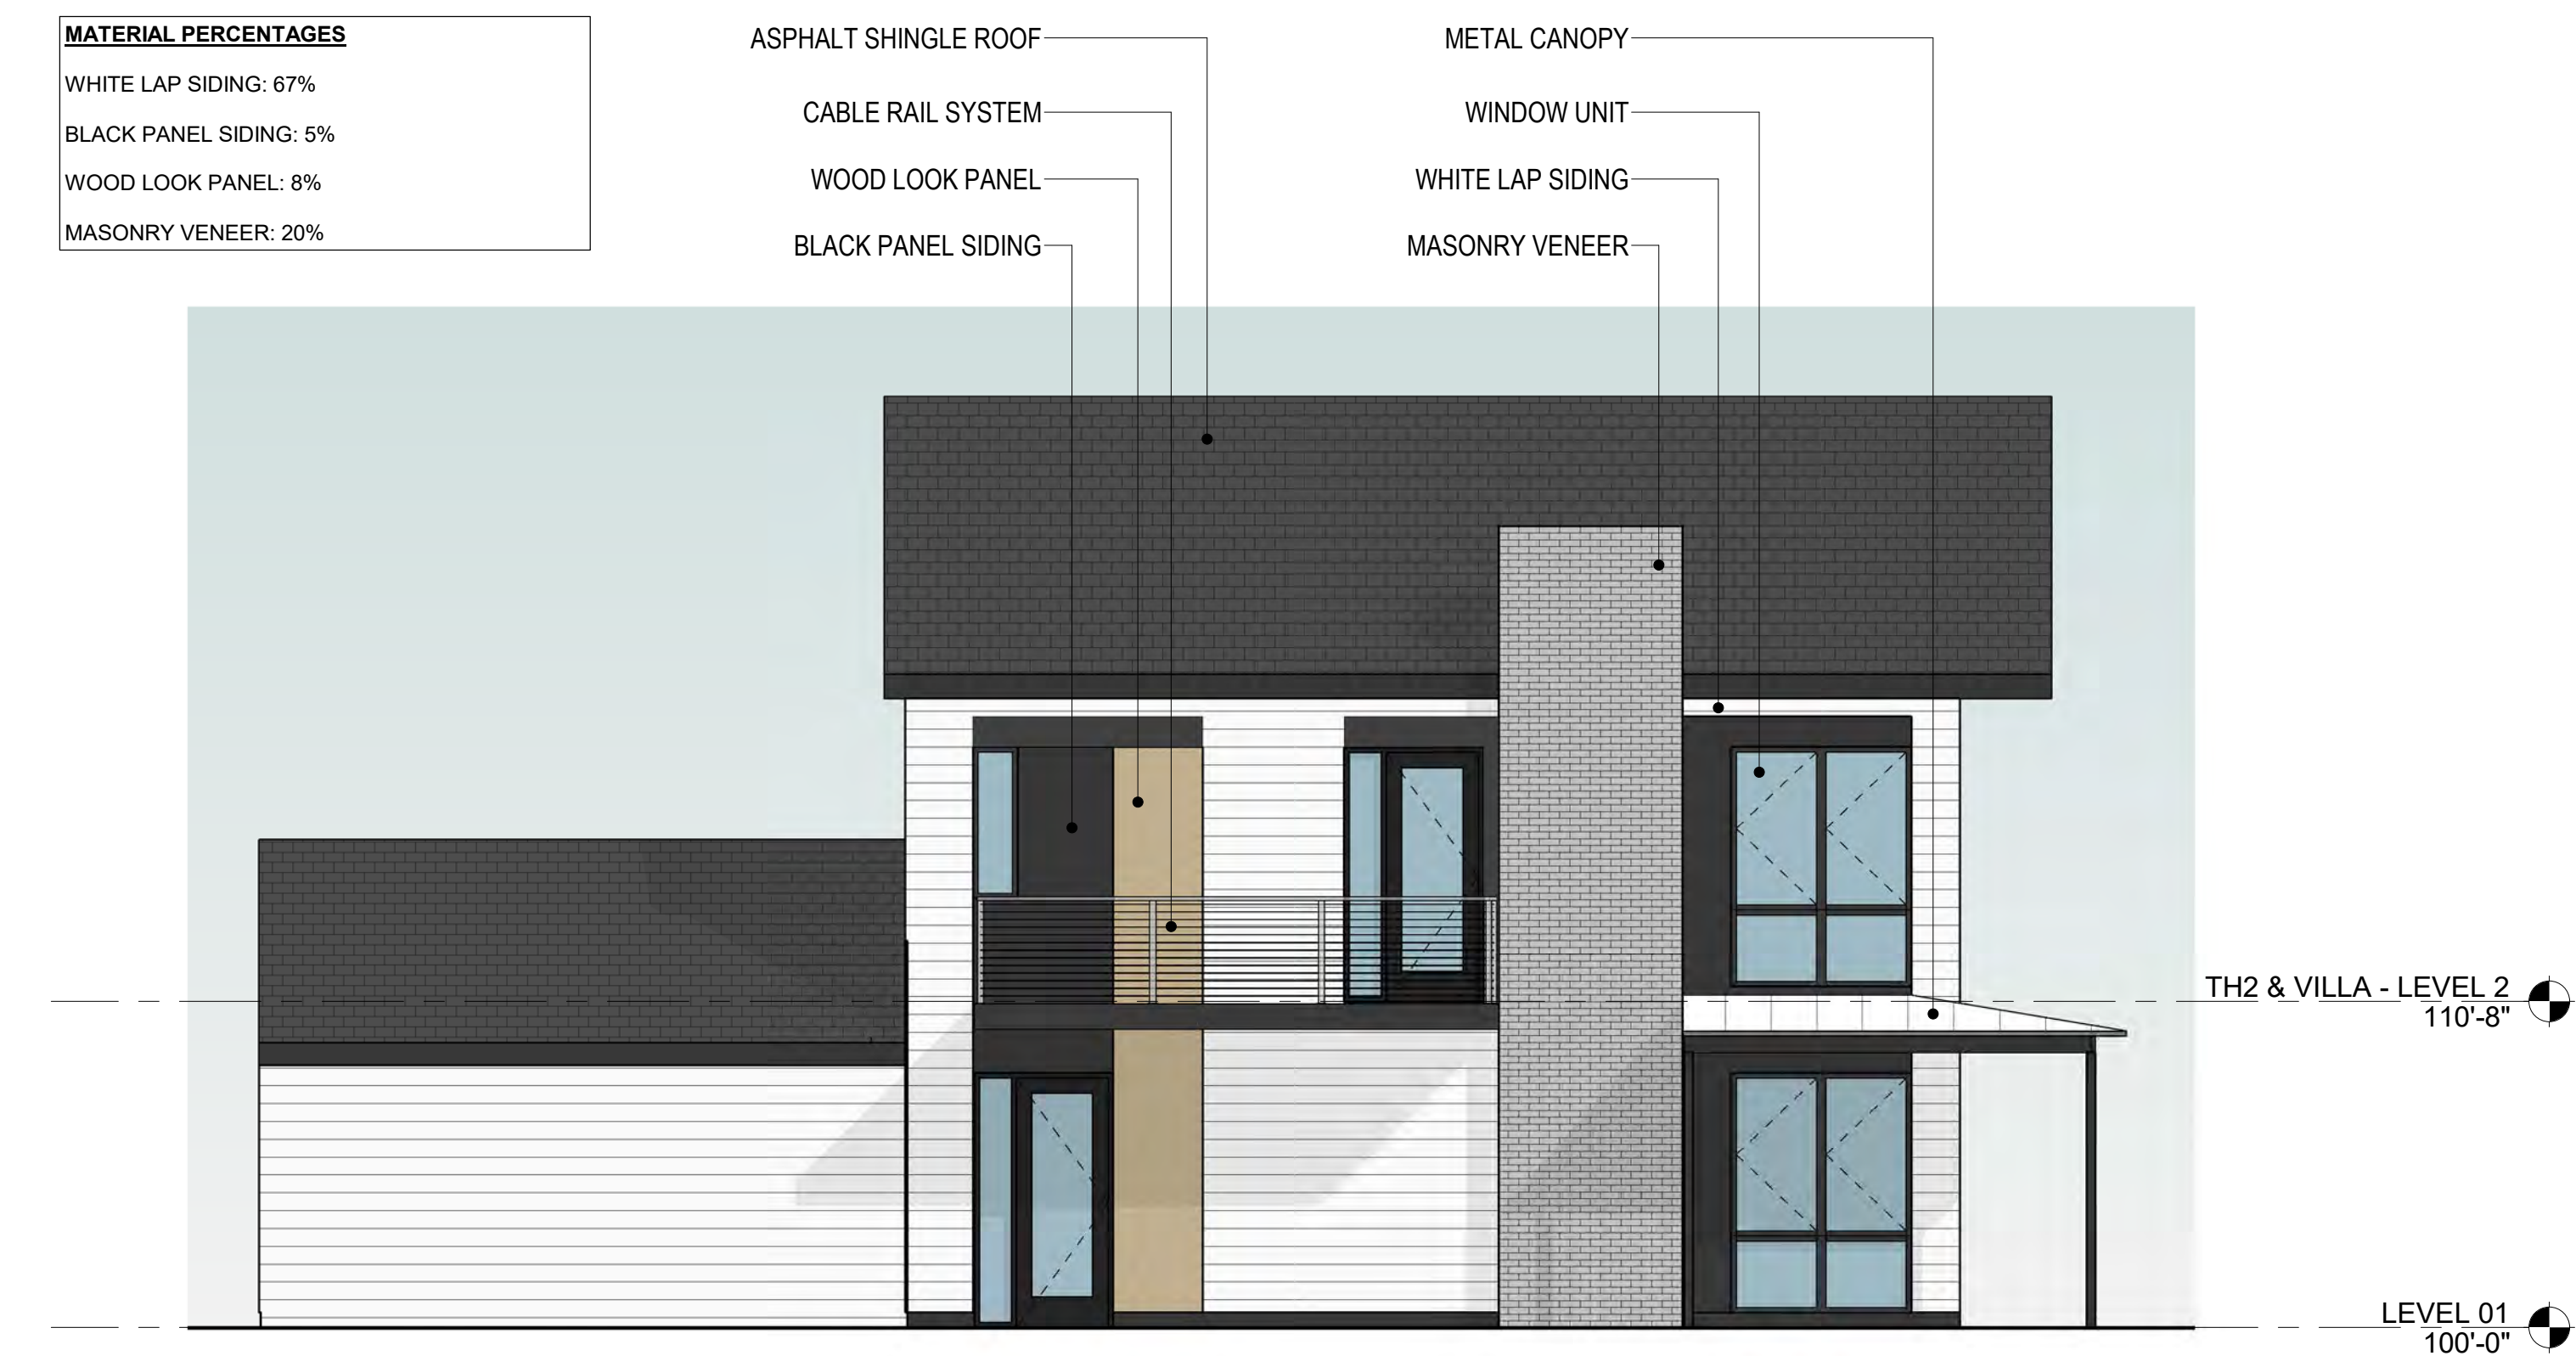 MATERIAL PERCENTAGES
WHITE LAP SIDING: 67%
BLACK PANEL SIDING: 5%
WOOD LOOK PANEL: 8%
MASONRY VENEER: 20%
ASPHALT SHINGLE ROOF
CABLE RAIL SYSTEM
WOOD LOOK PANEL
BLACK PANEL SIDING
METAL CANOPY
WINDOW UNIT
WHITE LAP SIDING
MASONRY VENEER
TH2 & VILLA - LEVEL 2
110'-8"
LEVEL 01
100'-0"